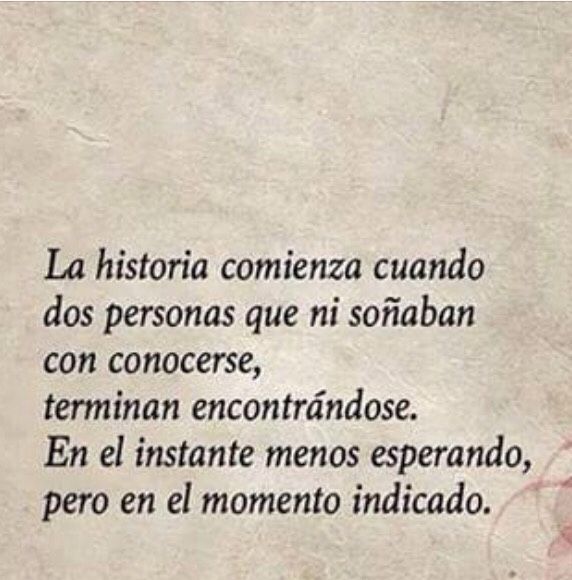 La historia comienza cuando
dos personas que ni soñaban
con conocerse,
terminan encontrándose.
En el instante menos esperando,
pero en el momento indicado.